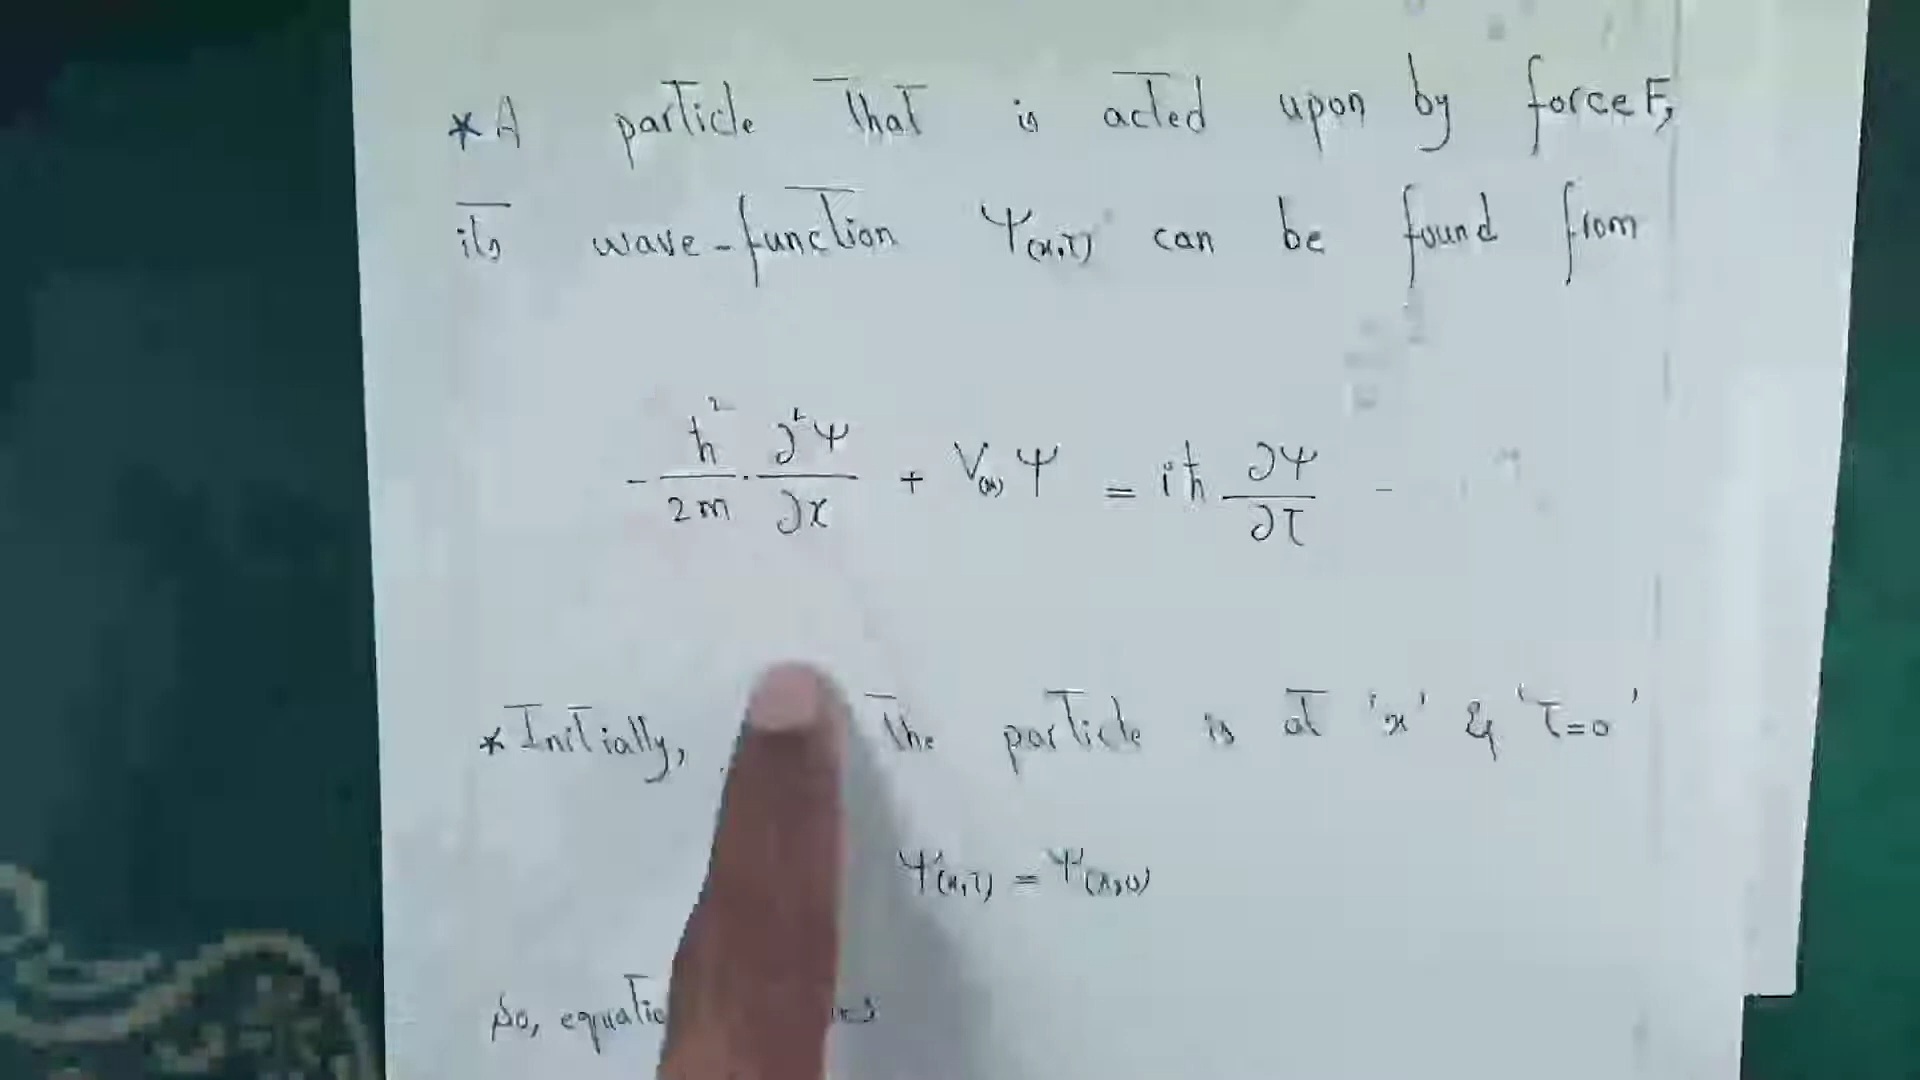 *A particle that is acted upon by force F,
its wave-function Ψ(x,t) can be found from
-ħ²/2m · ∂²Ψ/∂x + V(x)Ψ = iħ ∂Ψ/∂t -
*Initially, the particle is at 'x' & 't=0'
Ψ(x,t) = Ψ(x,0)
So,